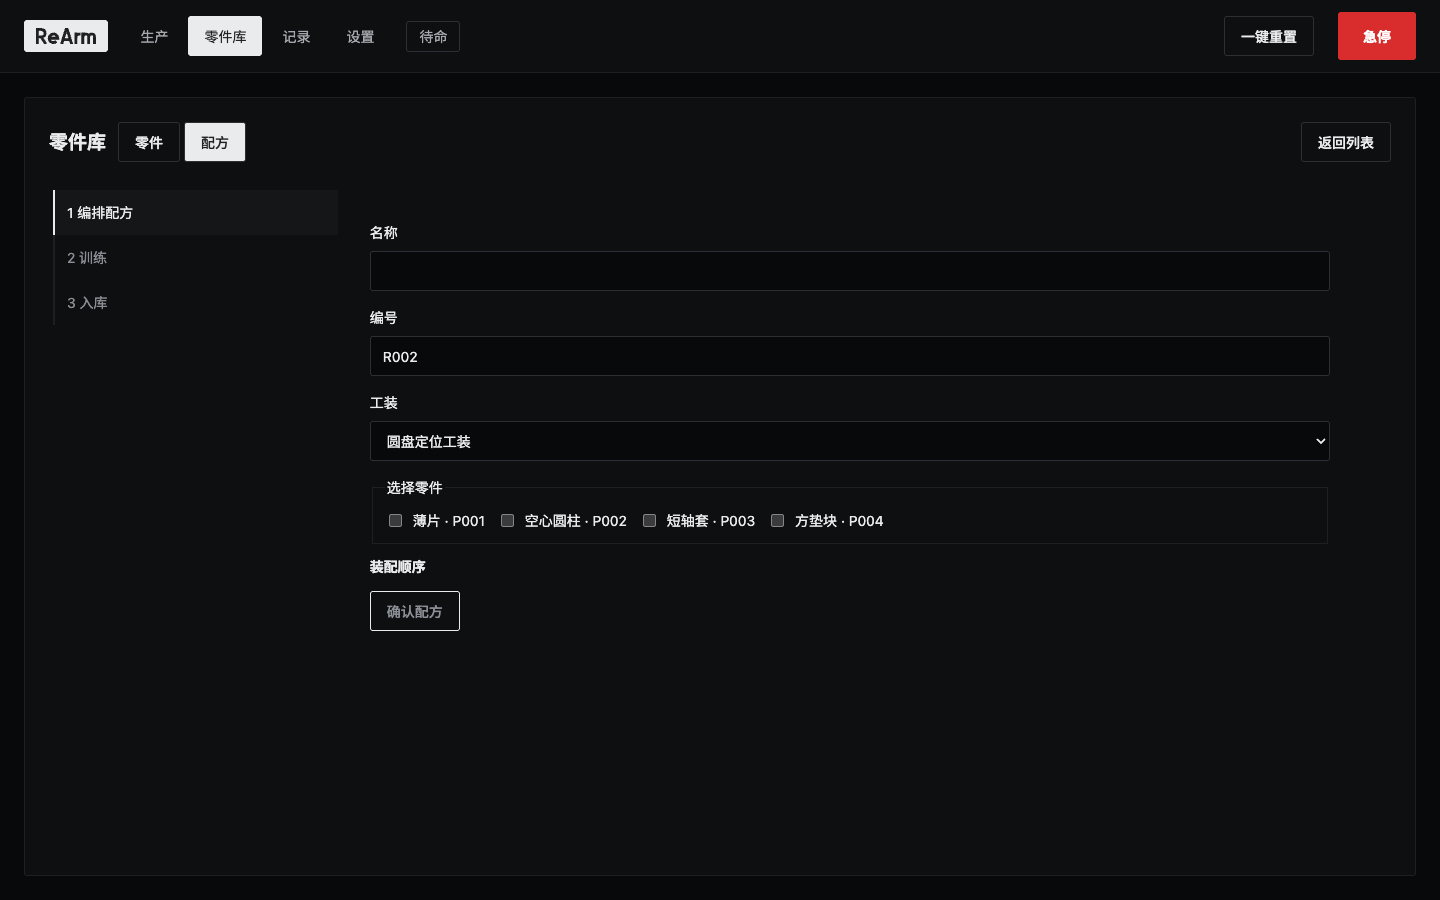 ReArm 生产 零件库 记录 设置 待命 一键重置 急停
零件库 零件 配方 返回列表
1 编排配方
2 训练
3 入库
名称
编号
R002
工装
圆盘定位工装
选择零件
薄片 · P001 空心圆柱 · P002 短轴套 · P003 方垫块 · P004
装配顺序
确认配方